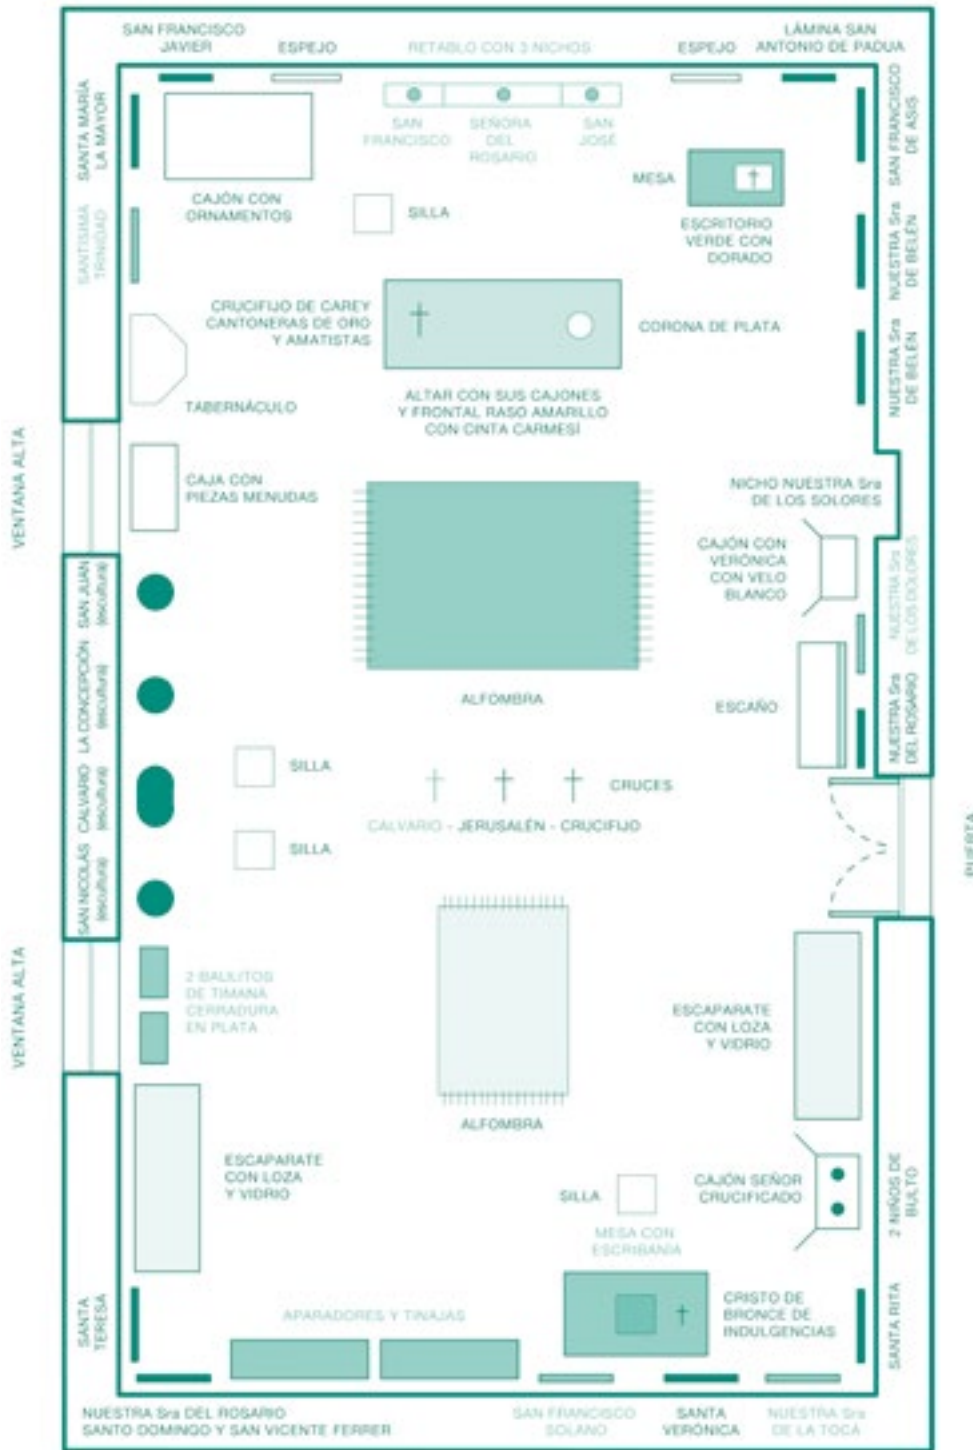 SAN FRANCISCO
JAVIER
ESPEJO
RETABLO CON 3 NICHOS
ESPEJO
LÁMINA SAN
ANTONIO DE PADUA
SANTA MARÍA
LA MAYOR
SAN
FRANCISCO
SEÑORA
DEL
ROSARIO
SAN
JOSÉ
SAN FRANCISCO
DE ASIS
CAJÓN CON
ORNAMENTOS
SILLA
MESA
ESCRITORIO
VERDE CON
DORADO
SANTISIMA
TRINIDAD
NUESTRA Sra
DE BELÉN
CRUCIFIJO DE CAREY
CANTONERAS DE ORO
Y AMATISTAS
CORONA DE PLATA
NUESTRA Sra
DE BELÉN
TABERNÁCULO
ALTAR CON SUS CAJONES
Y FRONTAL RASO AMARILLO
CON CINTA CARMESÍ
VENTANA ALTA
CAJA CON
PIEZAS MENUDAS
NICHO NUESTRA Sra
DE LOS SOLORES
CAJÓN CON
VERÓNICA
CON VELO
BLANCO
NUESTRA Sra
DE LOS DOLORES
SAN JUAN
(escultura)
LA CONCEPCIÓN
(escultura)
ALFOMBRA
ESCAÑO
NUESTRA Sra
DEL ROSARIO
CALVARIO
(escultura)
SILLA
CRUCES
CALVARIO - JERUSALÉN - CRUCIFIJO
SILLA
PUERTA
SAN NICOLÁS
(escultura)
VENTANA ALTA
2 BAULITOS
DE TIMANÁ
CERRADURA
EN PLATA
ESCAPARATE
CON LOZA
Y VIDRIO
ALFOMBRA
ESCAPARATE
CON LOZA
Y VIDRIO
SILLA
CAJÓN SEÑOR
CRUCIFICADO
2 NIÑOS DE
BULTO
MESA CON
ESCRIBANÍA
SANTA
TERESA
APARADORES Y TINAJAS
CRISTO DE
BRONCE DE
INDULGENCIAS
SANTA RITA
NUESTRA Sra DEL ROSARIO
SANTO DOMINGO Y SAN VICENTE FERRER
SAN FRANCISCO
SOLANO
SANTA
VERÓNICA
NUESTRA Sra
DE LA TOCA